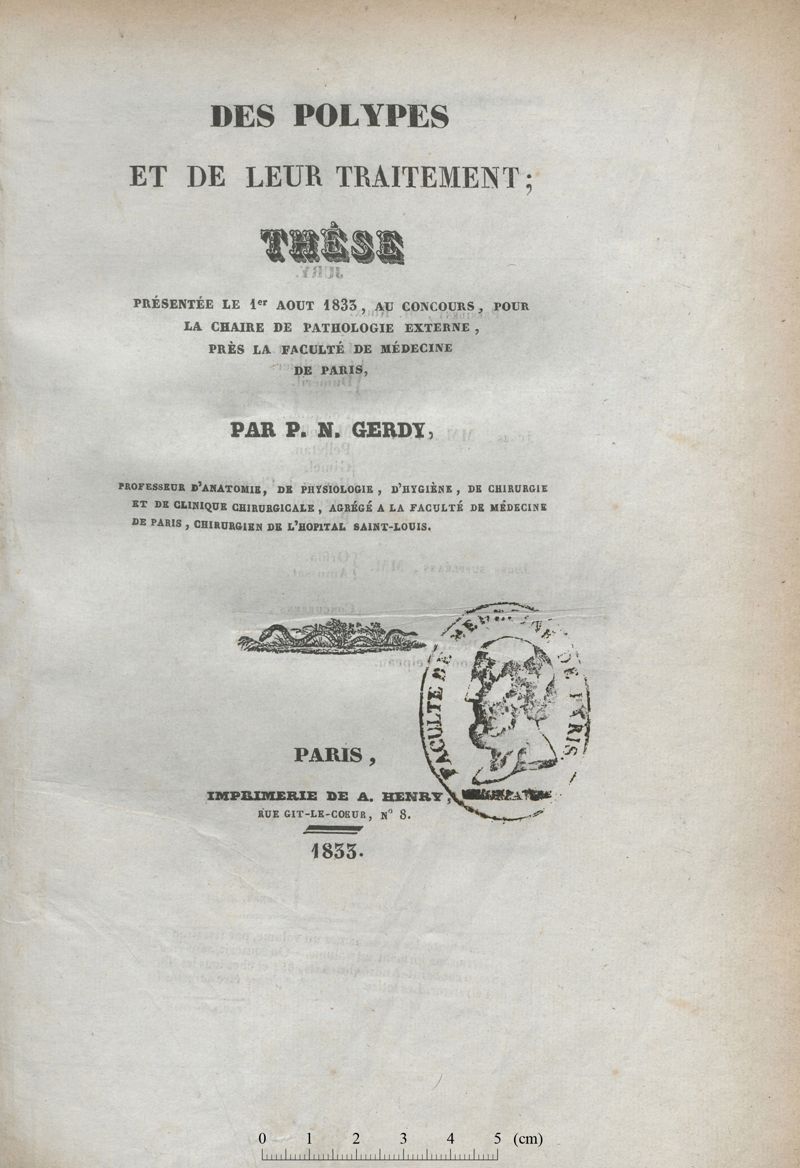 DES POLYPES
ET DE LEUR TRAITEMENT;
THÈSE
PRÉSENTÉE LE 1er AOUT 1833, AU CONCOURS, POUR
LA CHAIRE DE PATHOLOGIE EXTERNE,
PRÈS LA FACULTÉ DE MÉDECINE
DE PARIS,
PAR P. N. GERDY,
PROFESSEUR D'ANATOMIE, DE PHYSIOLOGIE, D'HYGIÈNE, DE CHIRURGIE
ET DE CLINIQUE CHIRURGICALE, AGRÉGÉ A LA FACULTÉ DE MÉDECINE
DE PARIS, CHIRURGIEN DE L'HOPITAL SAINT-LOUIS.
FACULTE DE MEDECINE DE PARIS
PARIS,
IMPRIMERIE DE A. HENRY,
RUE GIT-LE-COEUR, N° 8.
1833.
0 1 2 3 4 5 (cm)